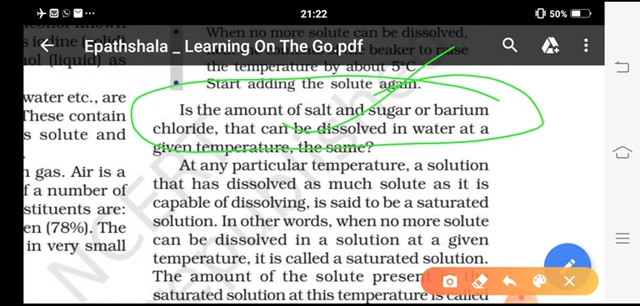 21:22
50%
Epathshala _ Learning On The Go.pdf
water etc., are
These contain
s solute and
n gas. Air is a
f a number of
stituents are:
en (78%). The
in very small
When no more solute can be dissolved,
beaker to raise
the temperature by about 5°C
Start adding the solute again.
Is the amount of salt and sugar or barium
chloride, that can be dissolved in water at a
given temperature, the same?
At any particular temperature, a solution
that has dissolved as much solute as it is
capable of dissolving, is said to be a saturated
solution. In other words, when no more solute
can be dissolved in a solution at a given
temperature, it is called a saturated solution.
The amount of the solute present
saturated solution at this temperature is called